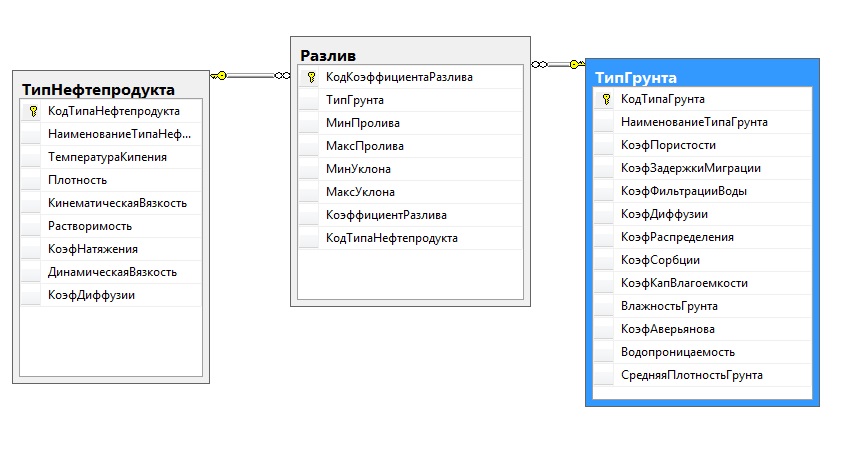 ТипНефтепродукта
КодТипаНефтепродукта
НаименованиеТипаНеф...
ТемператураКипения
Плотность
КинематическаяВязкость
Растворимость
КоэфНатяжения
ДинамическаяВязкость
КоэфДиффузии
Разлив
КодКоэффициентаРазлива
ТипГрунта
МинПролива
МаксПролива
МинУклона
МаксУклона
КоэффициентРазлива
КодТипаНефтепродукта
ТипГрунта
КодТипаГрунта
НаименованиеТипаГрунта
КоэфПористости
КоэфЗадержкиМиграции
КоэфФильтрацииВоды
КоэфДиффузии
КоэфРаспределения
КоэфСорбции
КоэфКапВлагоемкости
ВлажностьГрунта
КоэфАверьянова
Водопроницаемость
СредняяПлотностьГрунта